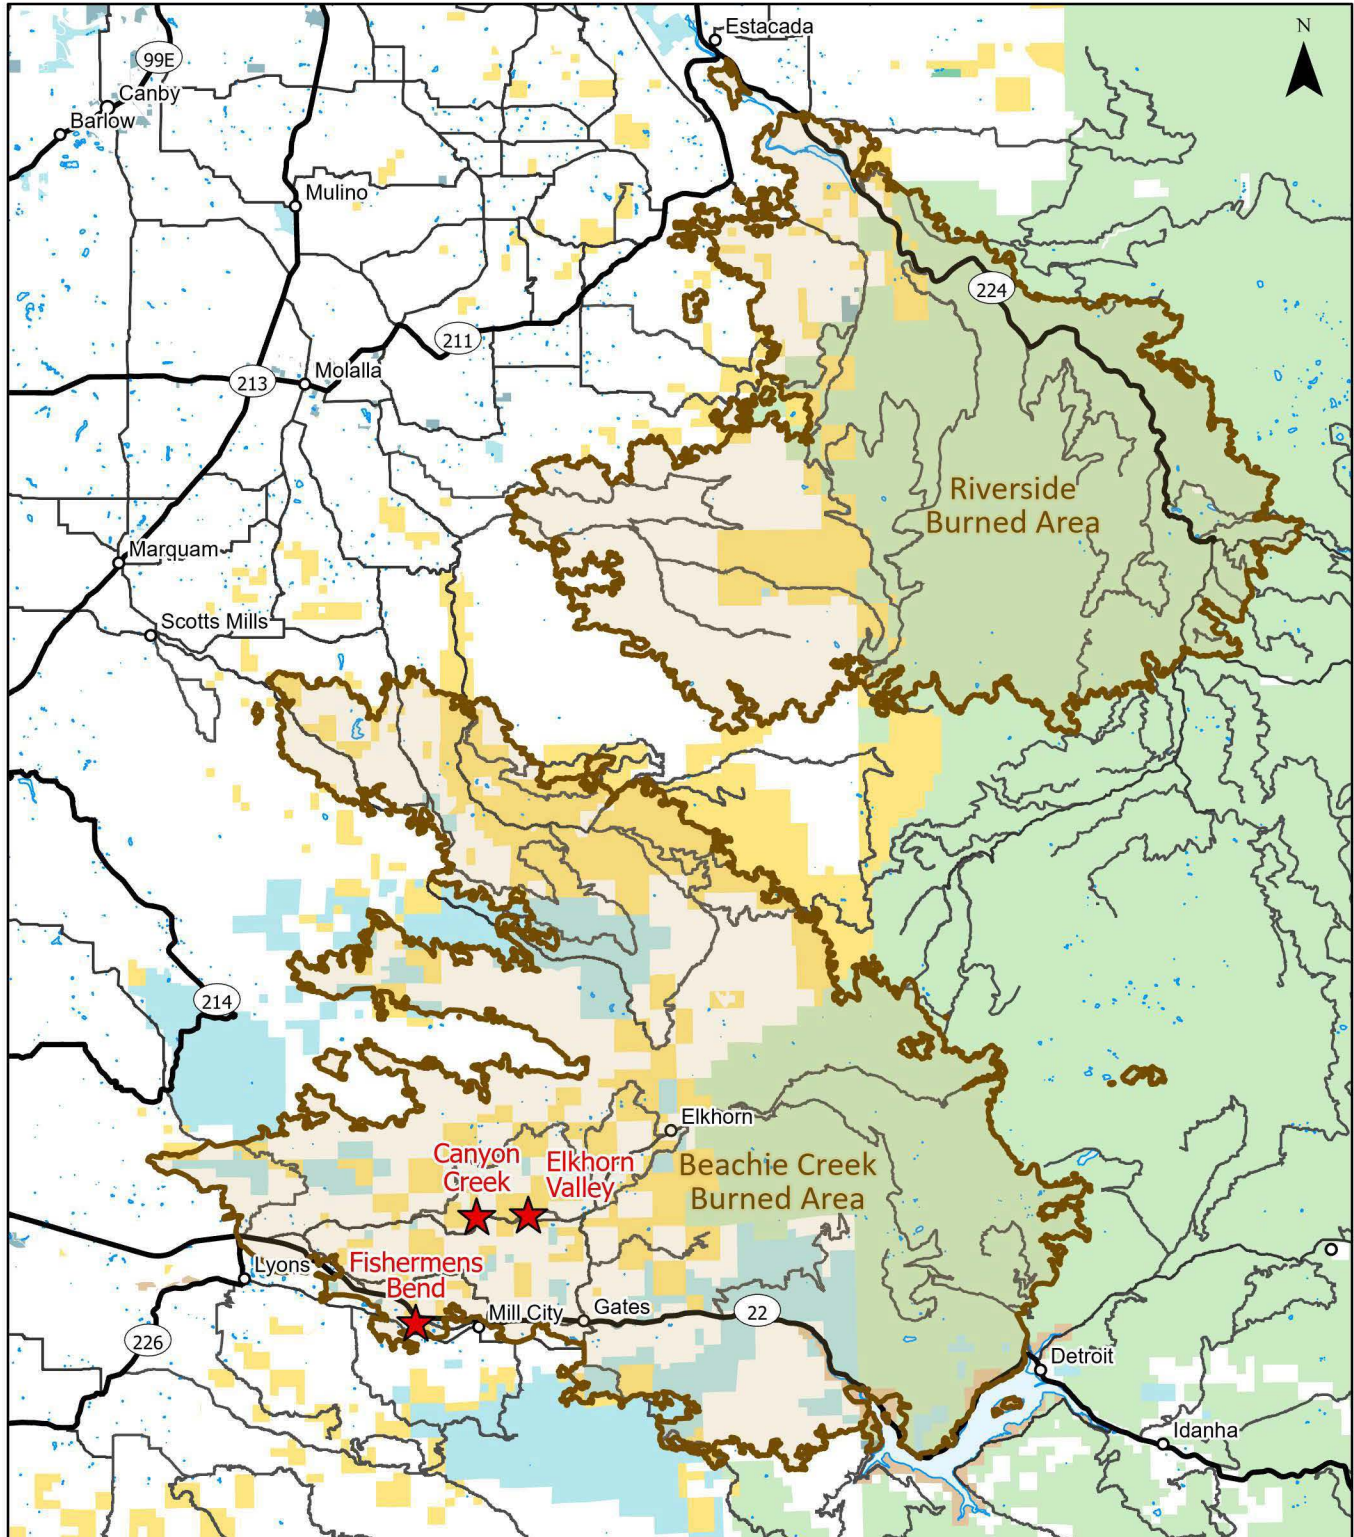 N
Estacada
99E
Canby
Barlow
Mulino
224
211
Molalla
213
Riverside
Burned Area
Marquam
Scotts Mills
214
Elkhorn
Canyon
Creek
Elkhorn
Valley
Beachie Creek
Burned Area
Lyons
Fishermens
Bend
Mill City
Gates
22
226
Detroit
Idanha